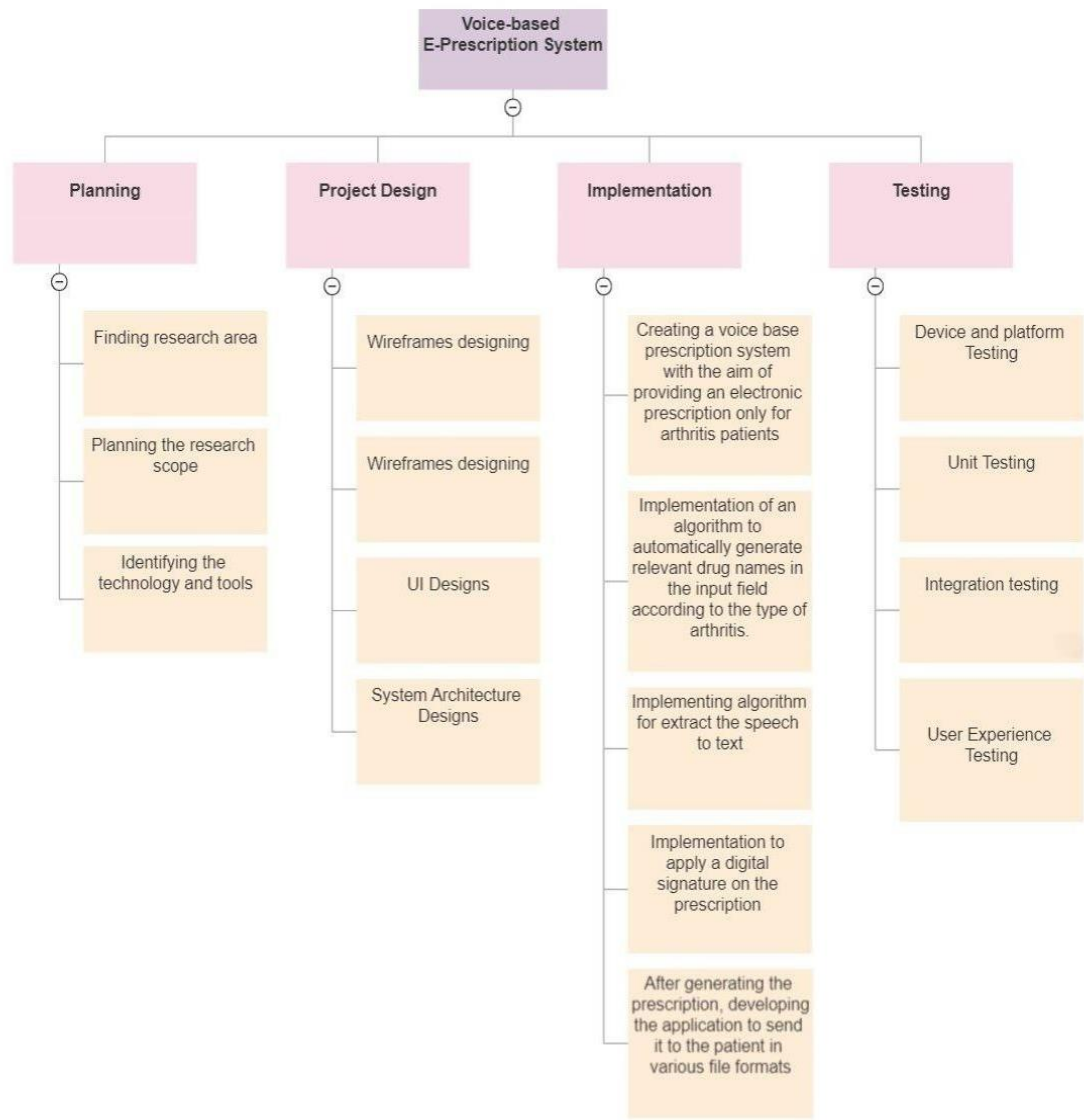 Voice-based
E-Prescription System
Planning
Project Design
Implementation
Testing
Finding research area
Planning the research
scope
Identifying the
technology and tools
Wireframes designing
Wireframes designing
UI Designs
System Architecture
Designs
Creating a voice base
prescription system
with the aim of
providing an electronic
prescription only for
arthritis patients
Implementation of an
algorithm to
automatically generate
relevant drug names in
the input field
according to the type of
arthritis.
Implementing algorithm
for extract the speech
to text
Implementation to
apply a digital
signature on the
prescription
After generating the
prescription, developing
the application to send
it to the patient in
various file formats
Device and platform
Testing
Unit Testing
Integration testing
User Experience
Testing